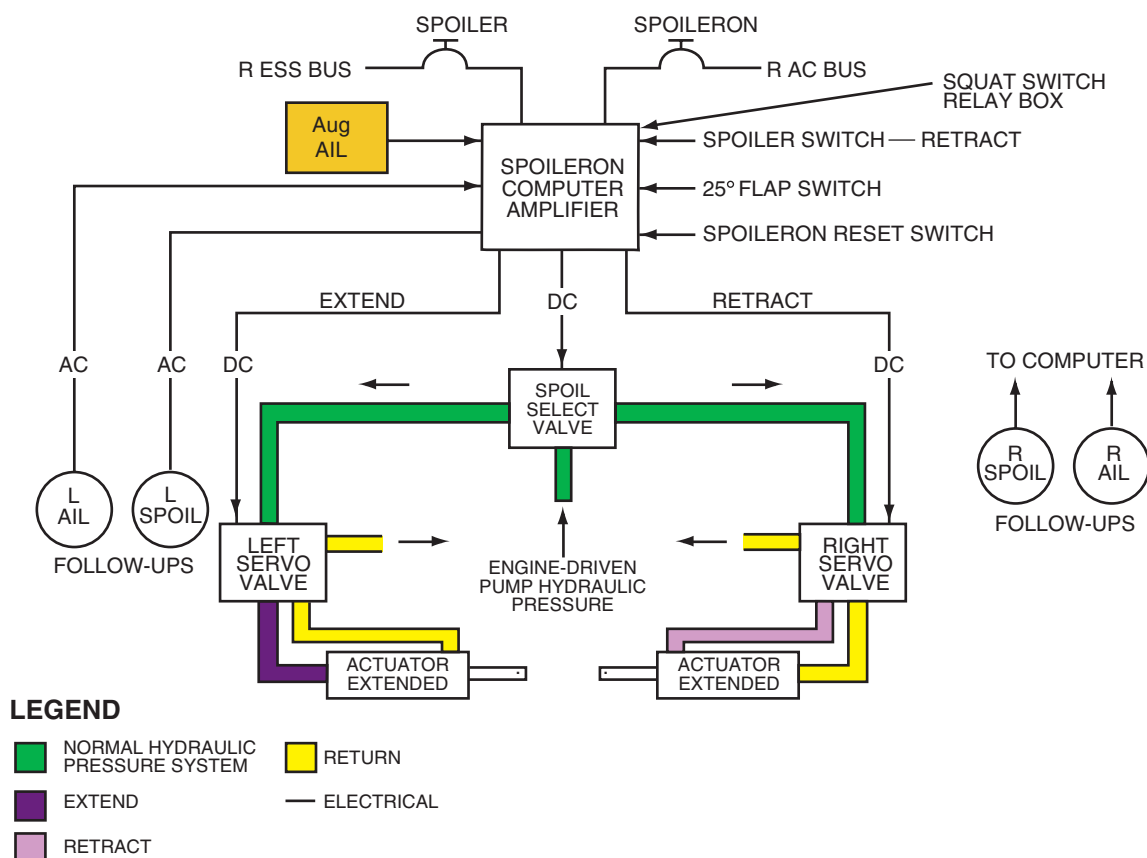 SPOILER
SPOILERON
R ESS BUS
R AC BUS
SQUAT SWITCH
RELAY BOX
Aug
AIL
SPOILERON
COMPUTER
AMPLIFIER
SPOILER SWITCH — RETRACT
25° FLAP SWITCH
SPOILERON RESET SWITCH
EXTEND
DC
RETRACT
AC
AC
DC
DC
TO COMPUTER
SPOIL
SELECT
VALVE
L
AIL
L
SPOIL
FOLLOW-UPS
R
SPOIL
R
AIL
FOLLOW-UPS
LEFT
SERVO
VALVE
ENGINE-DRIVEN
PUMP HYDRAULIC
PRESSURE
RIGHT
SERVO
VALVE
ACTUATOR
EXTENDED
ACTUATOR
EXTENDED
LEGEND
NORMAL HYDRAULIC
PRESSURE SYSTEM
RETURN
EXTEND
ELECTRICAL
RETRACT